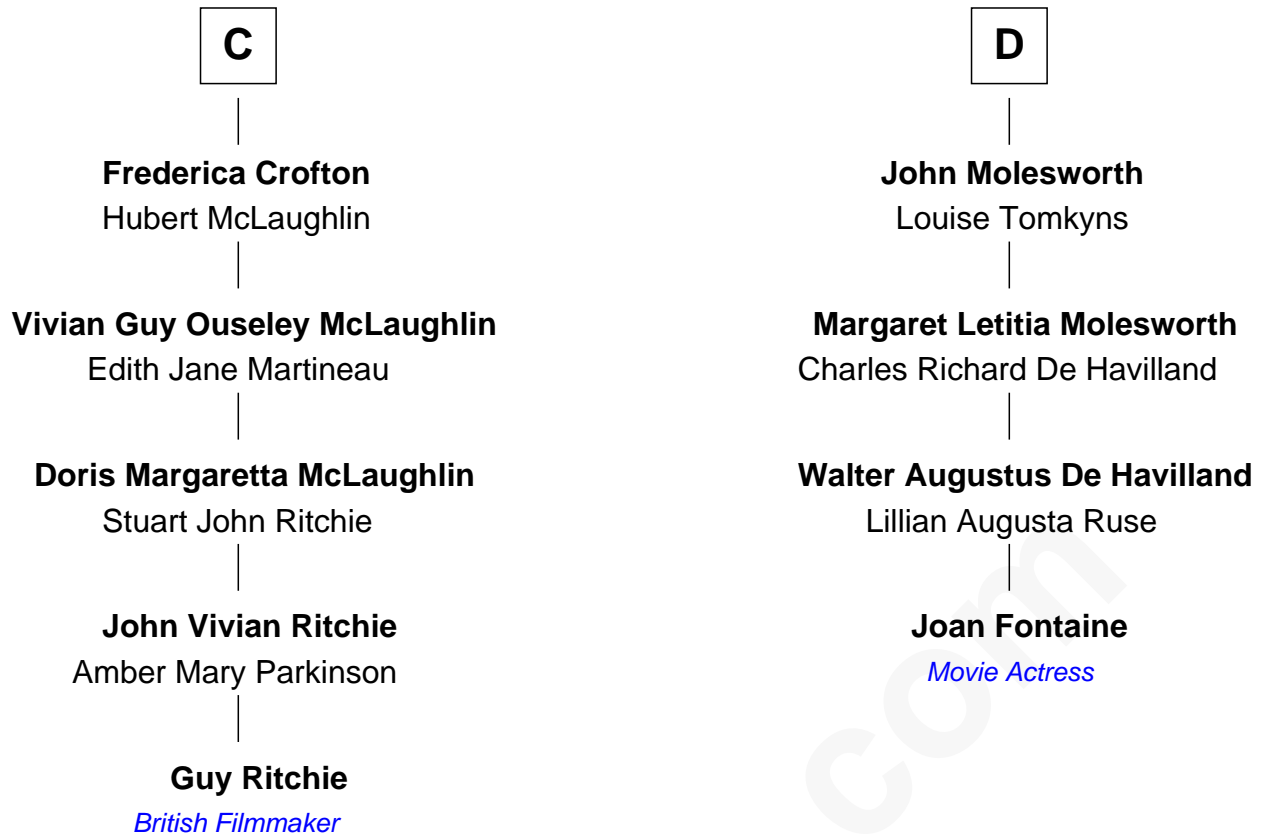 C
Frederica Crofton
Hubert McLaughlin
Vivian Guy Ouseley McLaughlin
Edith Jane Martineau
Doris Margaretta McLaughlin
Stuart John Ritchie
John Vivian Ritchie
Amber Mary Parkinson
Guy Ritchie
British Filmmaker
D
John Molesworth
Louise Tomkyns
Margaret Letitia Molesworth
Charles Richard De Havilland
Walter Augustus De Havilland
Lillian Augusta Ruse
Joan Fontaine
Movie Actress
com